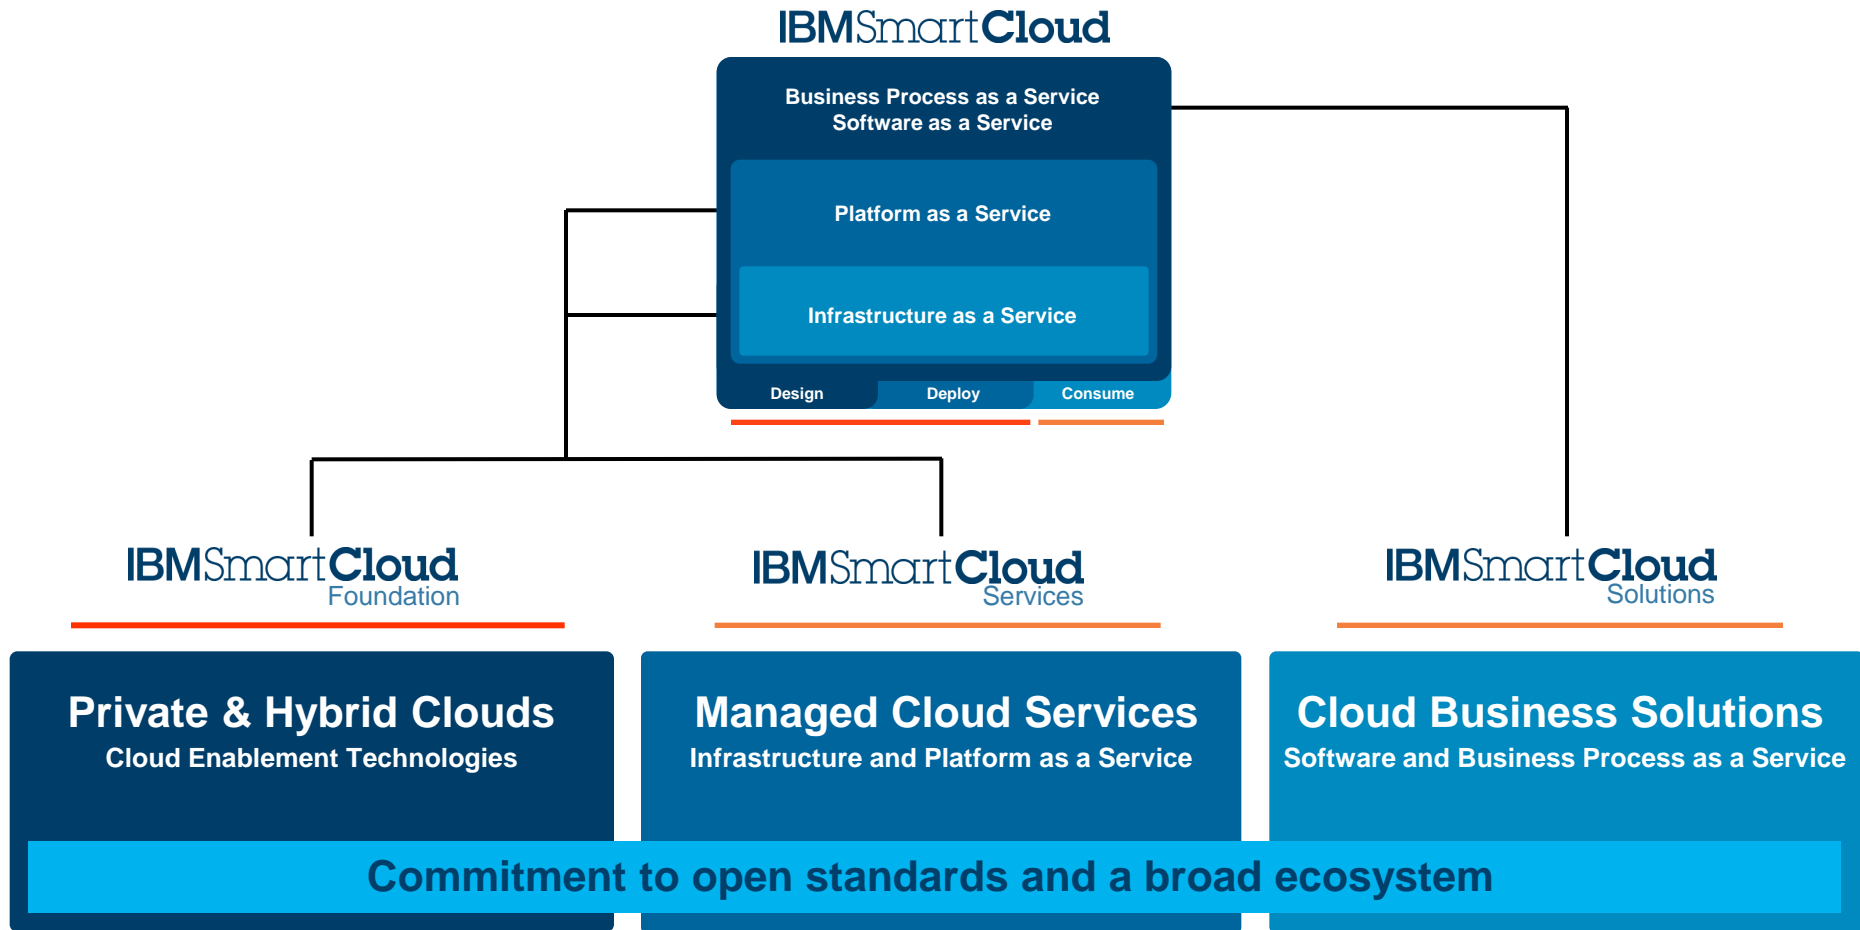 IBMSmartCloud
Business Process as a Service
Software as a Service
Platform as a Service
Infrastructure as a Service
Design Deploy Consume
IBMSmartCloud
Foundation
IBMSmartCloud
Services
IBMSmartCloud
Solutions
Private & Hybrid Clouds
Cloud Enablement Technologies
Managed Cloud Services
Infrastructure and Platform as a Service
Cloud Business Solutions
Software and Business Process as a Service
Commitment to open standards and a broad ecosystem